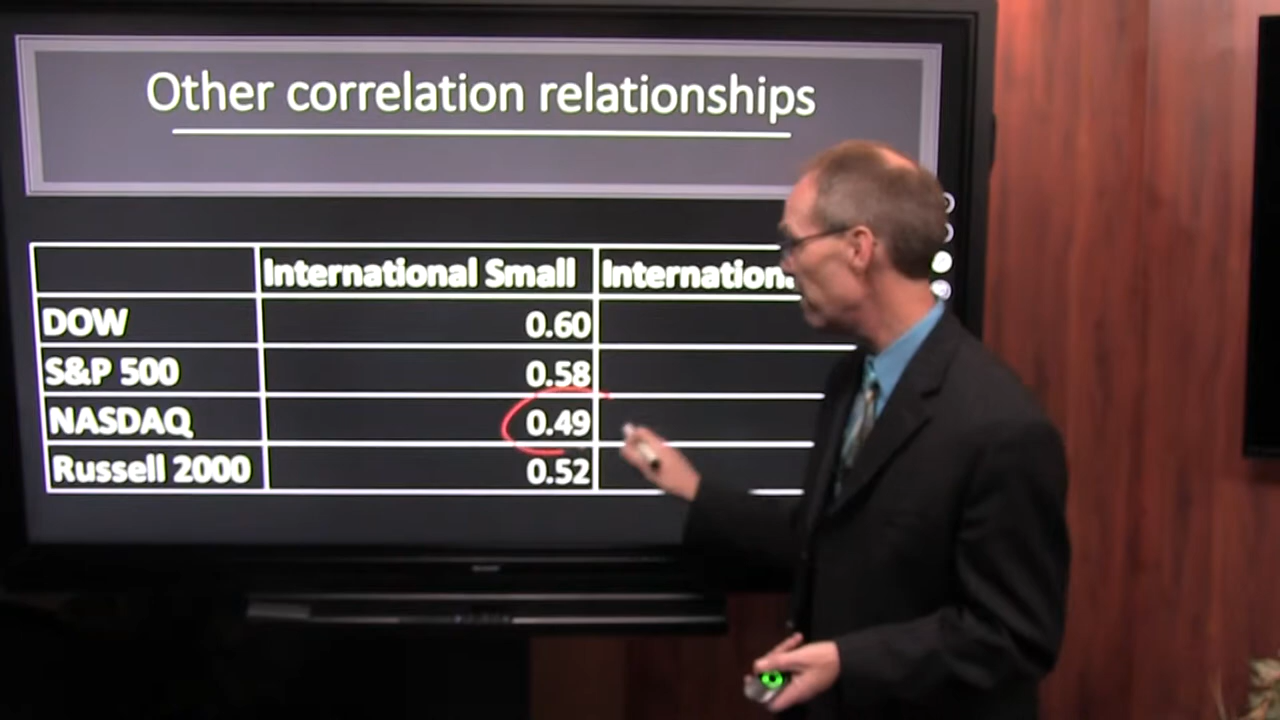 Other correlation relationships
International Small
DOW 0.60
S&P 500 0.58
NASDAQ 0.49
Russell 2000 0.52